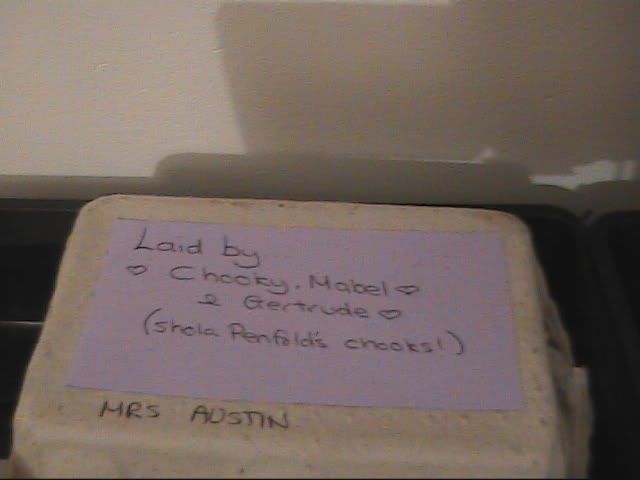 Laid by
♡ Chooky, Mabel ♡
& Gertrude ♡
(Shola Penfold's chooks!)
MRS AUSTIN